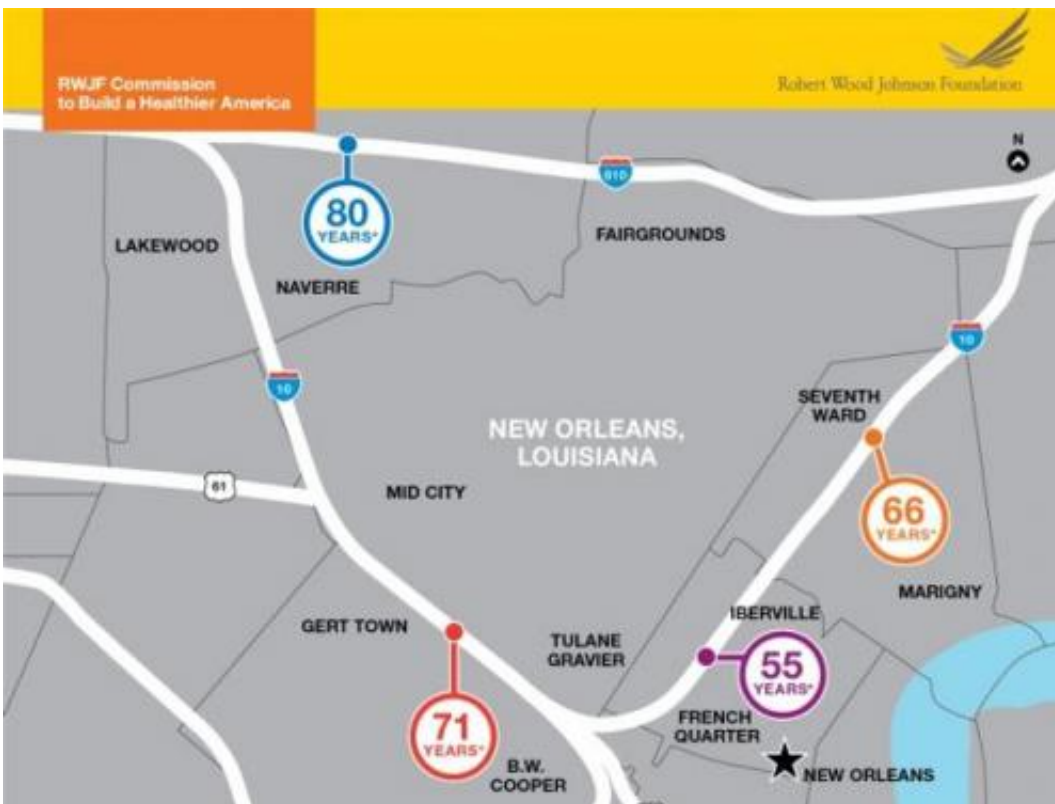 RWJF Commission
to Build a Healthier America
Robert Wood Johnson Foundation
N
610
80
YEARS*
FAIRGROUNDS
LAKEWOOD
NAVERRE
10
10
SEVENTH
WARD
NEW ORLEANS,
LOUISIANA
61
MID CITY
66
YEARS*
MARIGNY
IBERVILLE
GERT TOWN
TULANE
GRAVIER
55
YEARS*
71
YEARS*
FRENCH
QUARTER
B.W.
COOPER
NEW ORLEANS